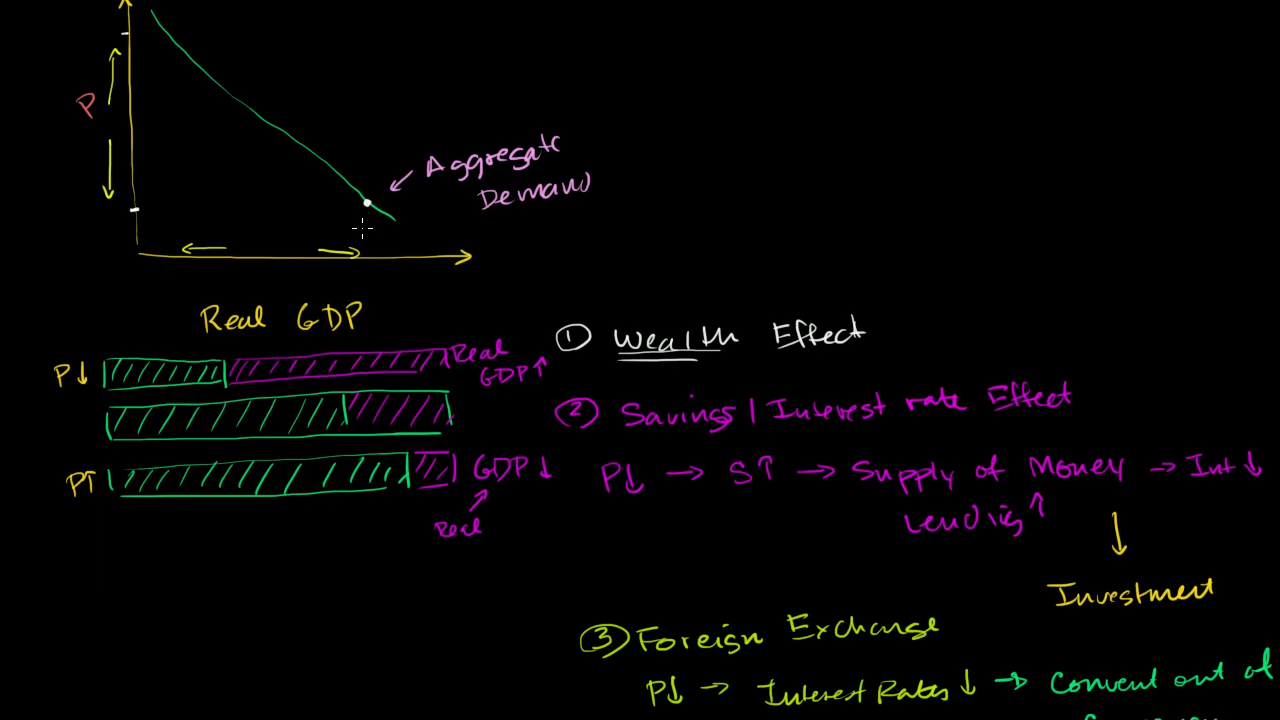 P
Aggregate
Demand
Real GDP
① Wealth Effect
P↓
Real
GDP↑
② Savings / Interest rate Effect
P↑
GDP↓
Real
P↓ → S↑ → Supply of Money → Int↓
Lending↑
↓
Investment
③ Foreign Exchange
P↓ → Interest Rates↓ → Convert out of